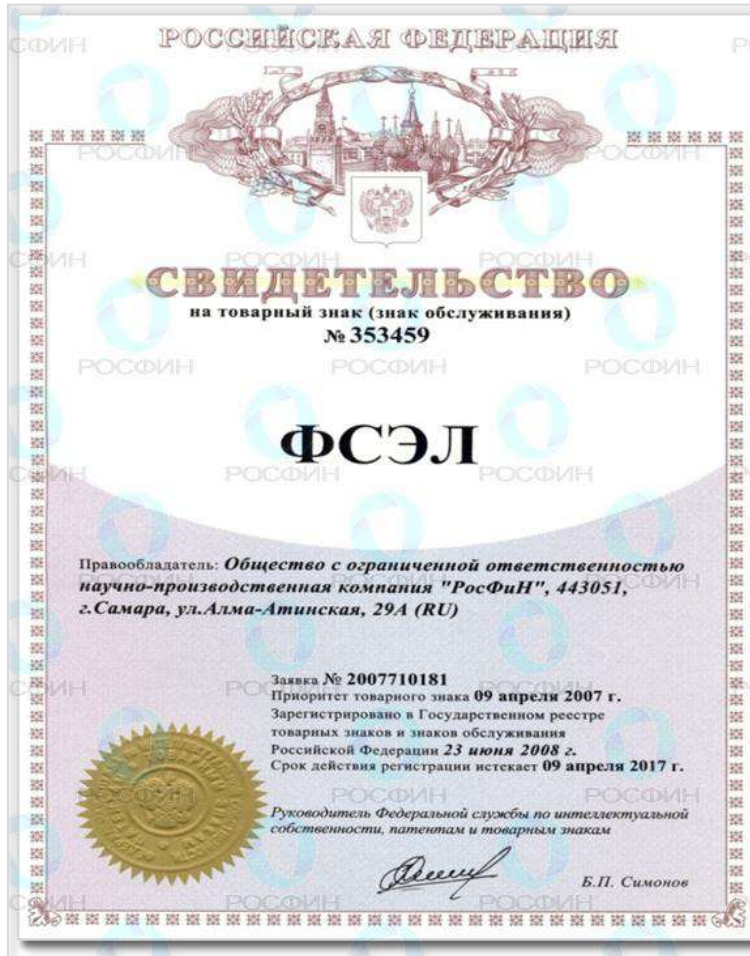 РОССИЙСКАЯ ФЕДЕРАЦИЯ
СВИДЕТЕЛЬСТВО
на товарный знак (знак обслуживания)
№ 353459
ФСЭЛ
Правообладатель: Общество с ограниченной ответственностью
научно-производственная компания "РосФиН", 443051,
г.Самара, ул.Алма-Атинская, 29А (RU)
Заявка № 2007710181
Приоритет товарного знака 09 апреля 2007 г.
Зарегистрировано в Государственном реестре
товарных знаков и знаков обслуживания
Российской Федерации 23 июня 2008 г.
Срок действия регистрации истекает 09 апреля 2017 г.
Руководитель Федеральной службы по интеллектуальной
собственности, патентам и товарным знакам
Б.П. Симонов
РОСФИН